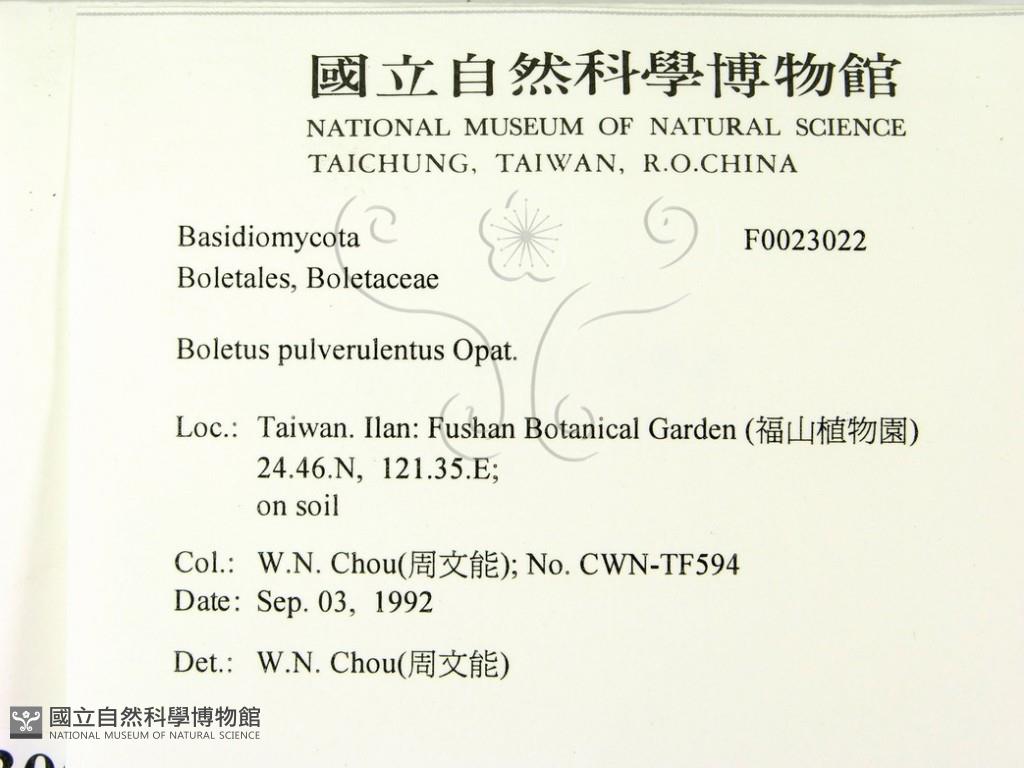 國立自然科學博物館
NATIONAL MUSEUM OF NATURAL SCIENCE
TAICHUNG, TAIWAN, R.O.CHINA
Basidiomycota F0023022
Boletales, Boletaceae
Boletus pulverulentus Opat.
Loc.: Taiwan. Ilan: Fushan Botanical Garden (福山植物園)
24.46.N, 121.35.E;
on soil
Col.: W.N. Chou(周文能); No. CWN-TF594
Date: Sep. 03, 1992
Det.: W.N. Chou(周文能)
國立自然科學博物館
NATIONAL MUSEUM OF NATURAL SCIENCE